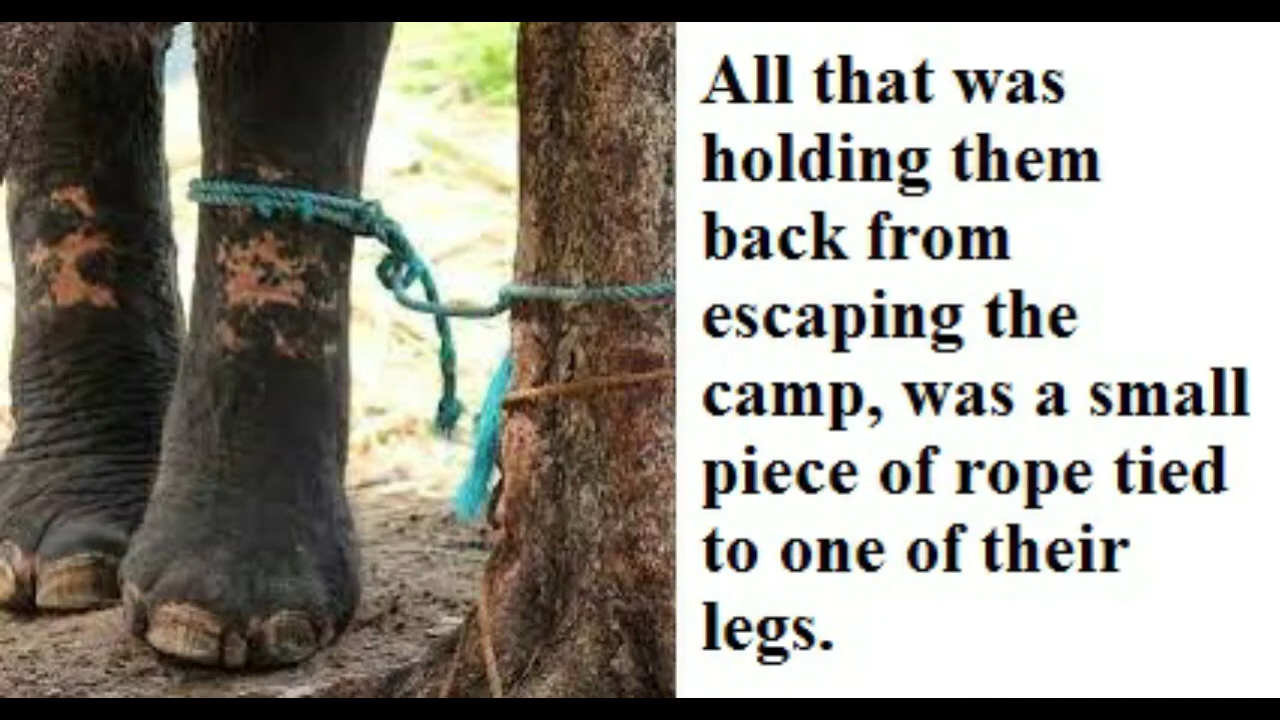 All that was
holding them
back from
escaping the
camp, was a small
piece of rope tied
to one of their
legs.